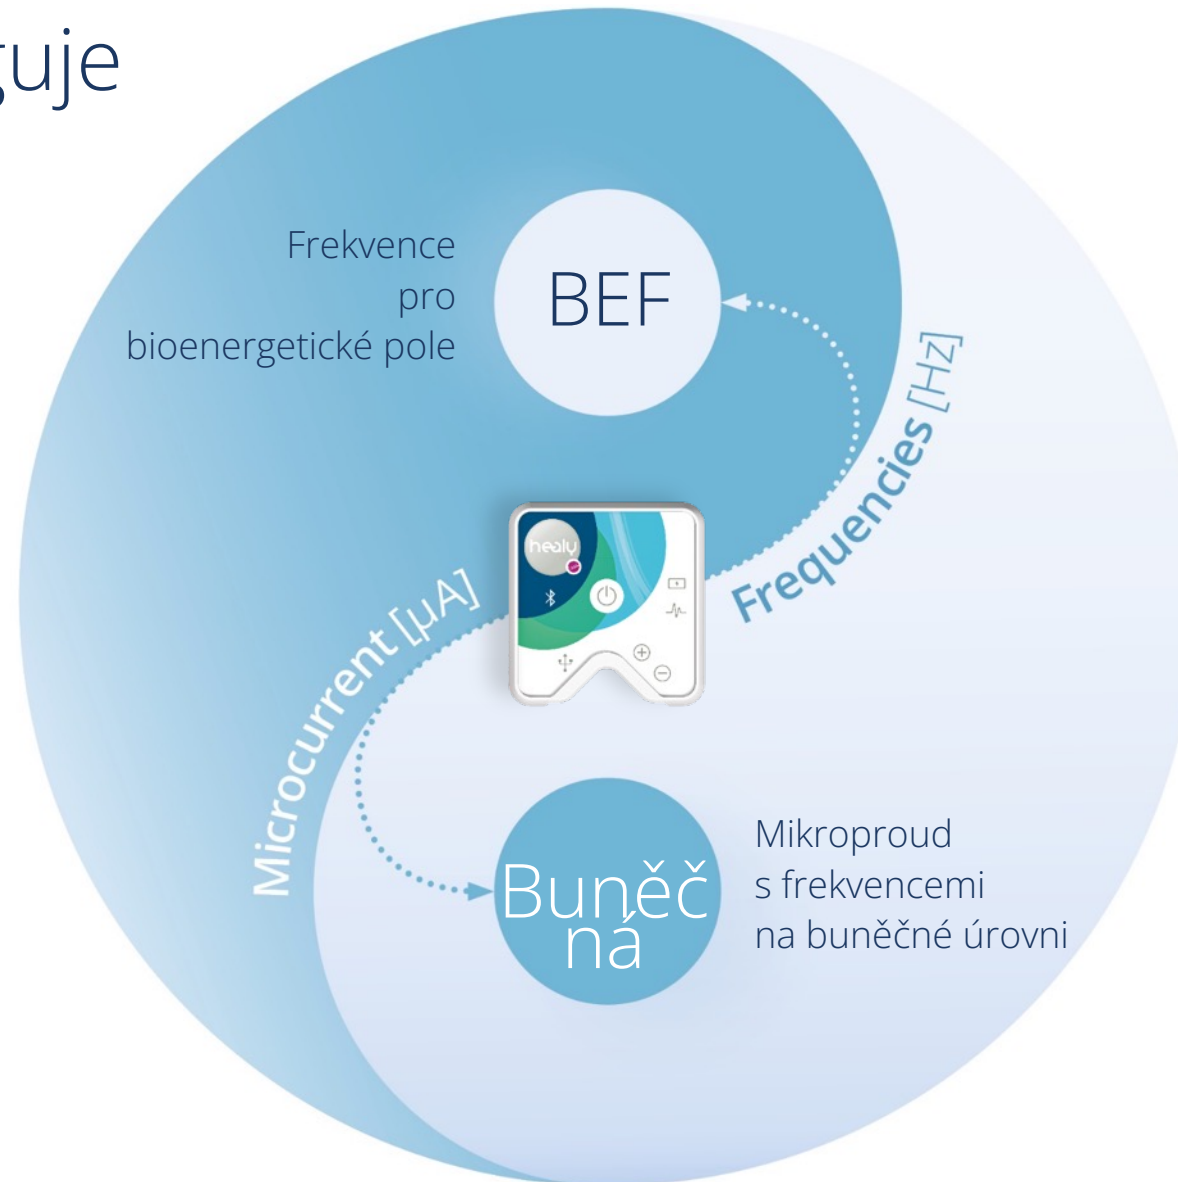 guje
Frekvence
pro
bioenergetické pole
BEF
Frequencies [Hz]
healy
Microcurrent [µA]
Buněč
ná
Mikroproud
s frekvencemi
na buněčné úrovni